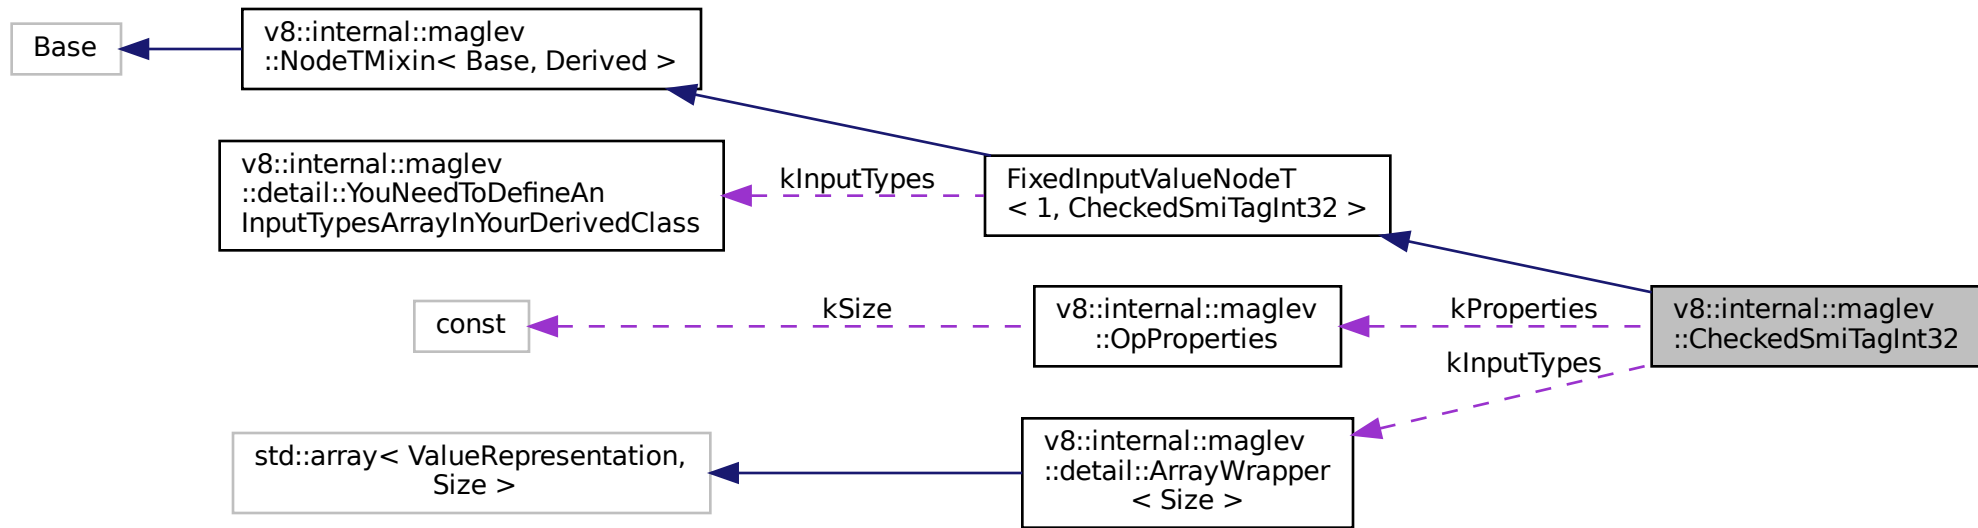 Base
v8::internal::maglev
::NodeTMixin< Base, Derived >
v8::internal::maglev
::detail::YouNeedToDefineAn
InputTypesArrayInYourDerivedClass
kInputTypes
FixedInputValueNodeT
< 1, CheckedSmiTagInt32 >
const
kSize
v8::internal::maglev
::OpProperties
kProperties
kInputTypes
v8::internal::maglev
::CheckedSmiTagInt32
std::array< ValueRepresentation,
Size >
v8::internal::maglev
::detail::ArrayWrapper
< Size >